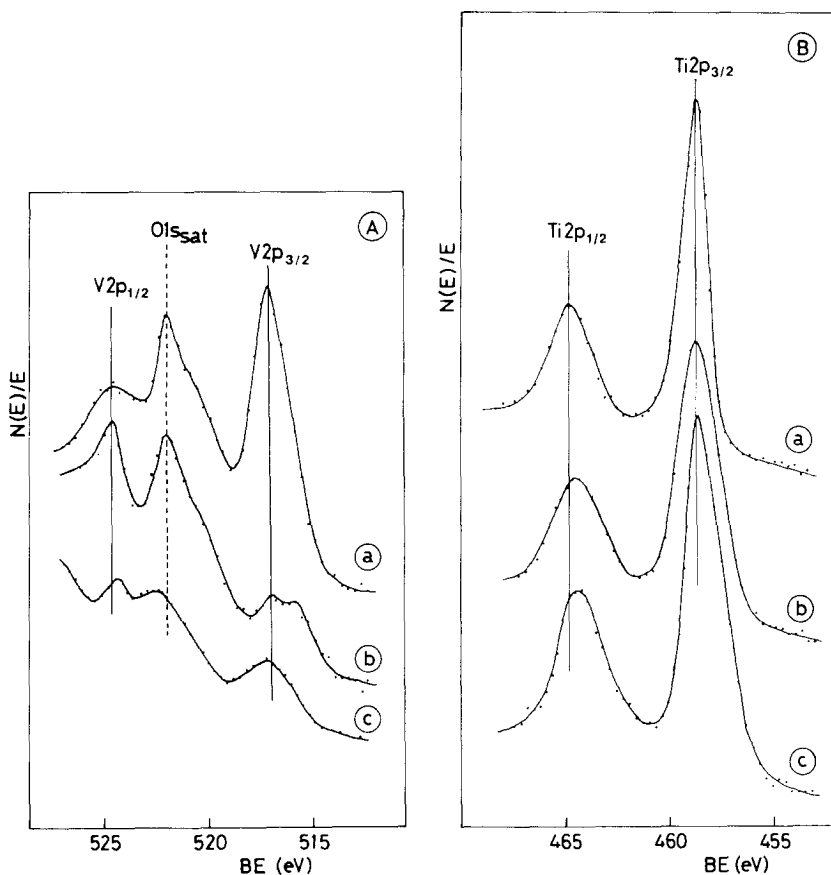 A
O1s sat
V2p3/2
V2p1/2
N(E)/E
a
b
c
525
520
515
BE (eV)
B
Ti2p3/2
Ti2p1/2
N(E)/E
a
b
c
465
460
455
BE (eV)